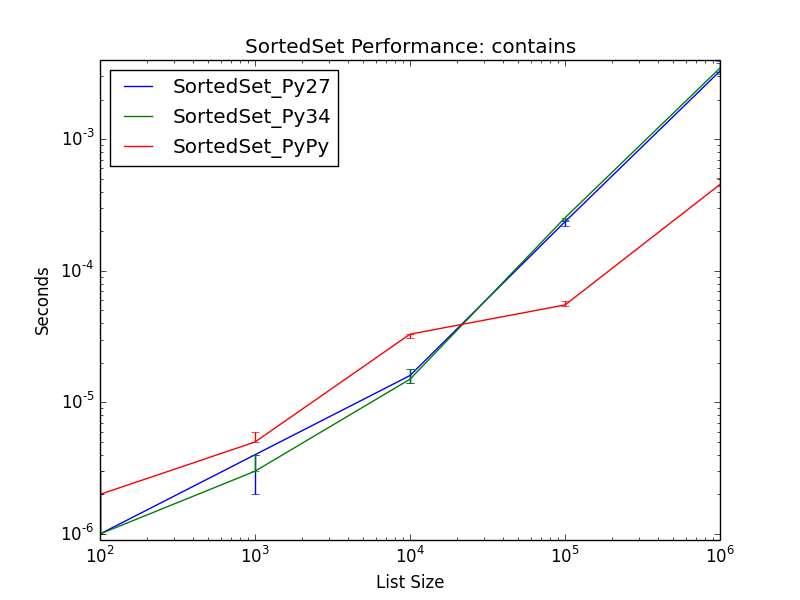 SortedSet Performance: contains
SortedSet_Py27
SortedSet_Py34
SortedSet_PyPy
Seconds
10^-3
10^-4
10^-5
10^-6
10^2 10^3 10^4 10^5 10^6
List Size